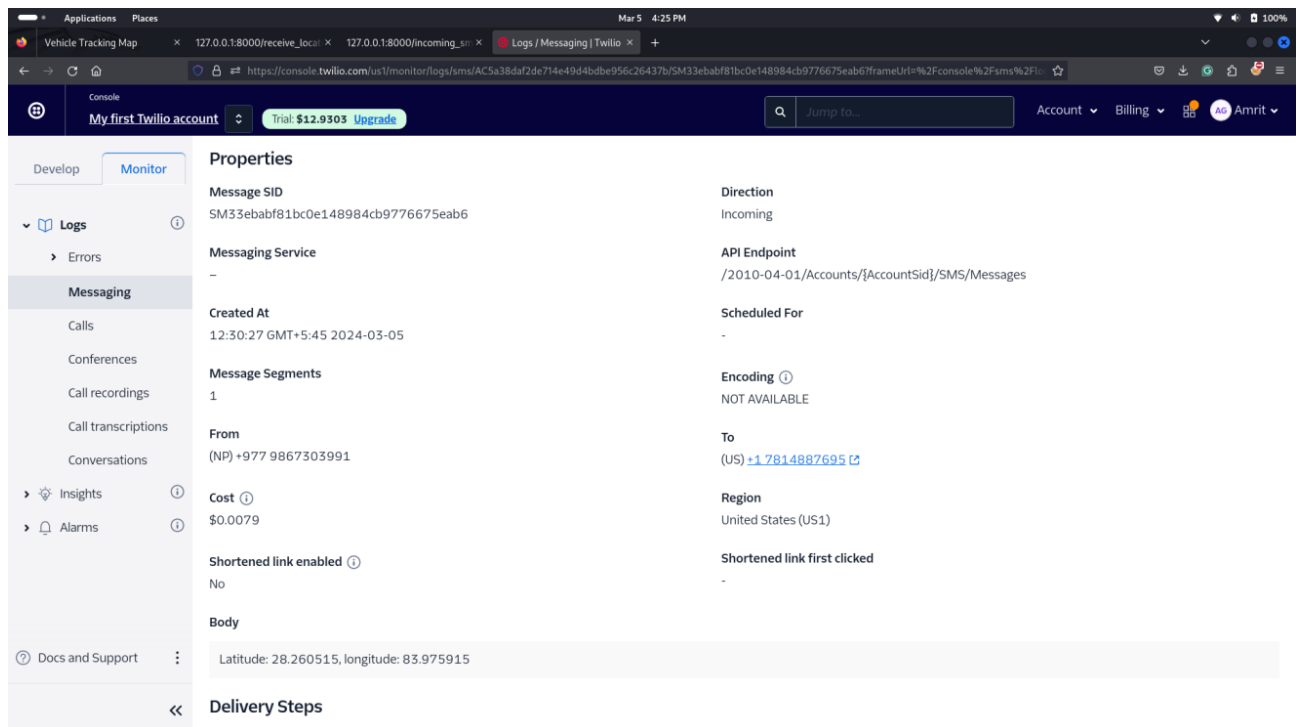 Applications Places Mar 5 4:25 PM 100%
Vehicle Tracking Map × 127.0.0.1:8000/receive_locat × 127.0.0.1:8000/incoming_sm × Logs / Messaging | Twilio × +
https://console.twilio.com/us1/monitor/logs/sms/AC5a38daf2de714e49d4bdbe956c26437b/SM33ebabf81bc0e148984cb9776675eab6?frameUrl=%2Fconsole%2Fsms%2Flo
Console
My first Twilio account Trial: $12.9303 Upgrade Jump to... Account Billing AG Amrit
Develop Monitor
Logs
Errors
Messaging
Calls
Conferences
Call recordings
Call transcriptions
Conversations
Insights
Alarms
Docs and Support
Properties
Message SID
SM33ebabf81bc0e148984cb9776675eab6
Direction
Incoming
Messaging Service
–
API Endpoint
/2010-04-01/Accounts/{AccountSid}/SMS/Messages
Created At
12:30:27 GMT+5:45 2024-03-05
Scheduled For
-
Message Segments
1
Encoding
NOT AVAILABLE
From
(NP) +977 9867303991
To
(US) +1 7814887695
Cost
$0.0079
Region
United States (US1)
Shortened link enabled
No
Shortened link first clicked
-
Body
Latitude: 28.260515, longitude: 83.975915
Delivery Steps